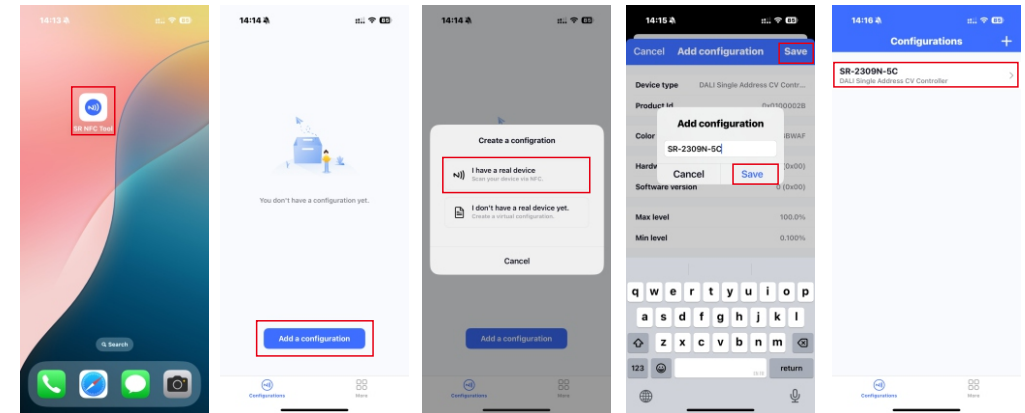 14:13
SR NFC Tool
Search
14:14
You don't have a configuration yet.
Add a configuration
Configurations
More
14:14
Create a configration
I have a real device
Scan your device via NFC.
I don't have a real device yet.
Create a virtual configuration.
Cancel
Add a configuration
Configurations
More
14:15
Cancel Add configuration Save
Device type DALI Single Address CV Contr...
Product Id 0x0100002B
Color BWAF
Add configuration
SR-2309N-5C
Cancel Save
Hardw (0x00)
Software version 0 (0x00)
Max level 100.0%
Min level 0.100%
q w e r t y u i o p
a s d f g h j k l
z x c v b n m
123 return
14:16
Configurations +
SR-2309N-5C
DALI Single Address CV Controller
Configurations
More